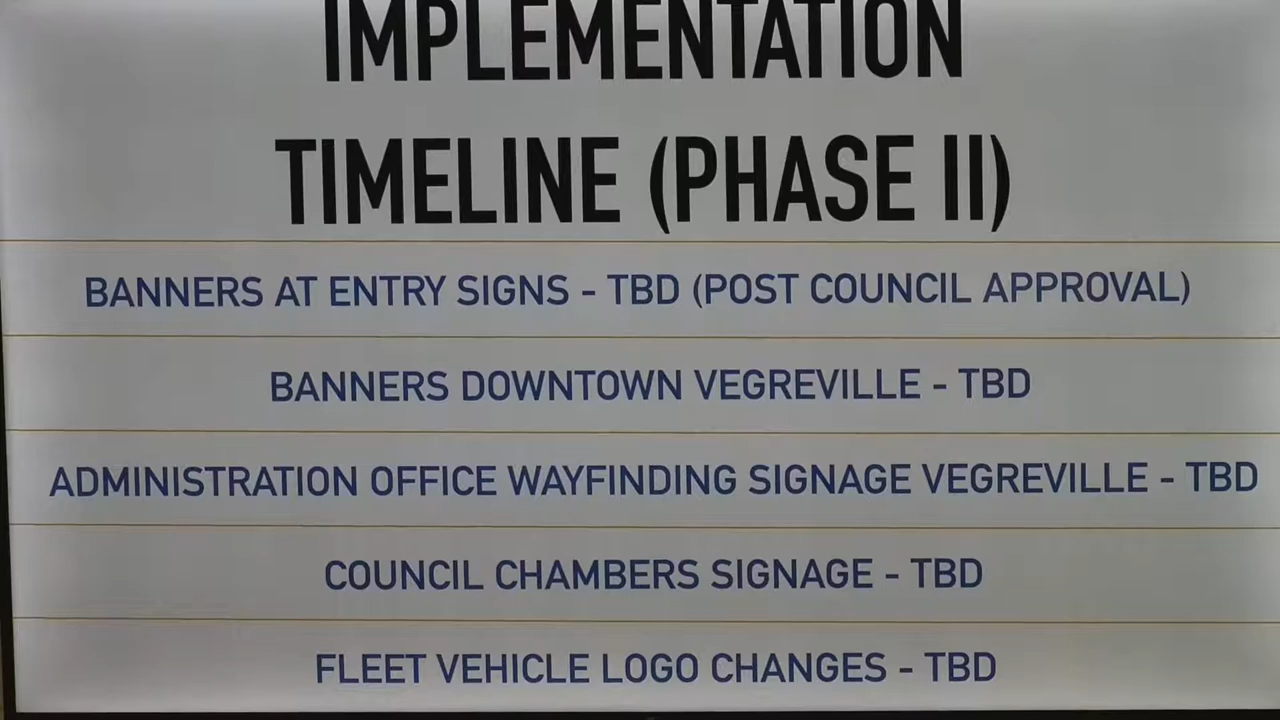 IMPLEMENTATION
TIMELINE (PHASE II)
BANNERS AT ENTRY SIGNS - TBD (POST COUNCIL APPROVAL)
BANNERS DOWNTOWN VEGREVILLE - TBD
ADMINISTRATION OFFICE WAYFINDING SIGNAGE VEGREVILLE - TBD
COUNCIL CHAMBERS SIGNAGE - TBD
FLEET VEHICLE LOGO CHANGES - TBD